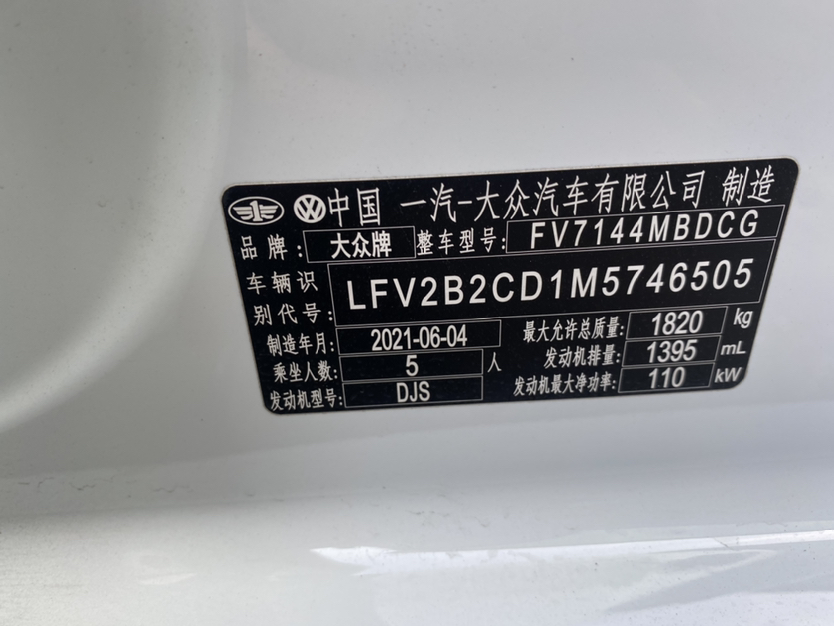 中国 一汽-大众汽车有限公司 制造
品牌: 大众牌 整车型号: FV7144MBDCG
车辆识别代号: LFV2B2CD1M5746505
制造年月: 2021-06-04 最大允许总质量: 1820 kg
乘坐人数: 5 人 发动机排量: 1395 mL
发动机型号: DJS 发动机最大净功率: 110 kW